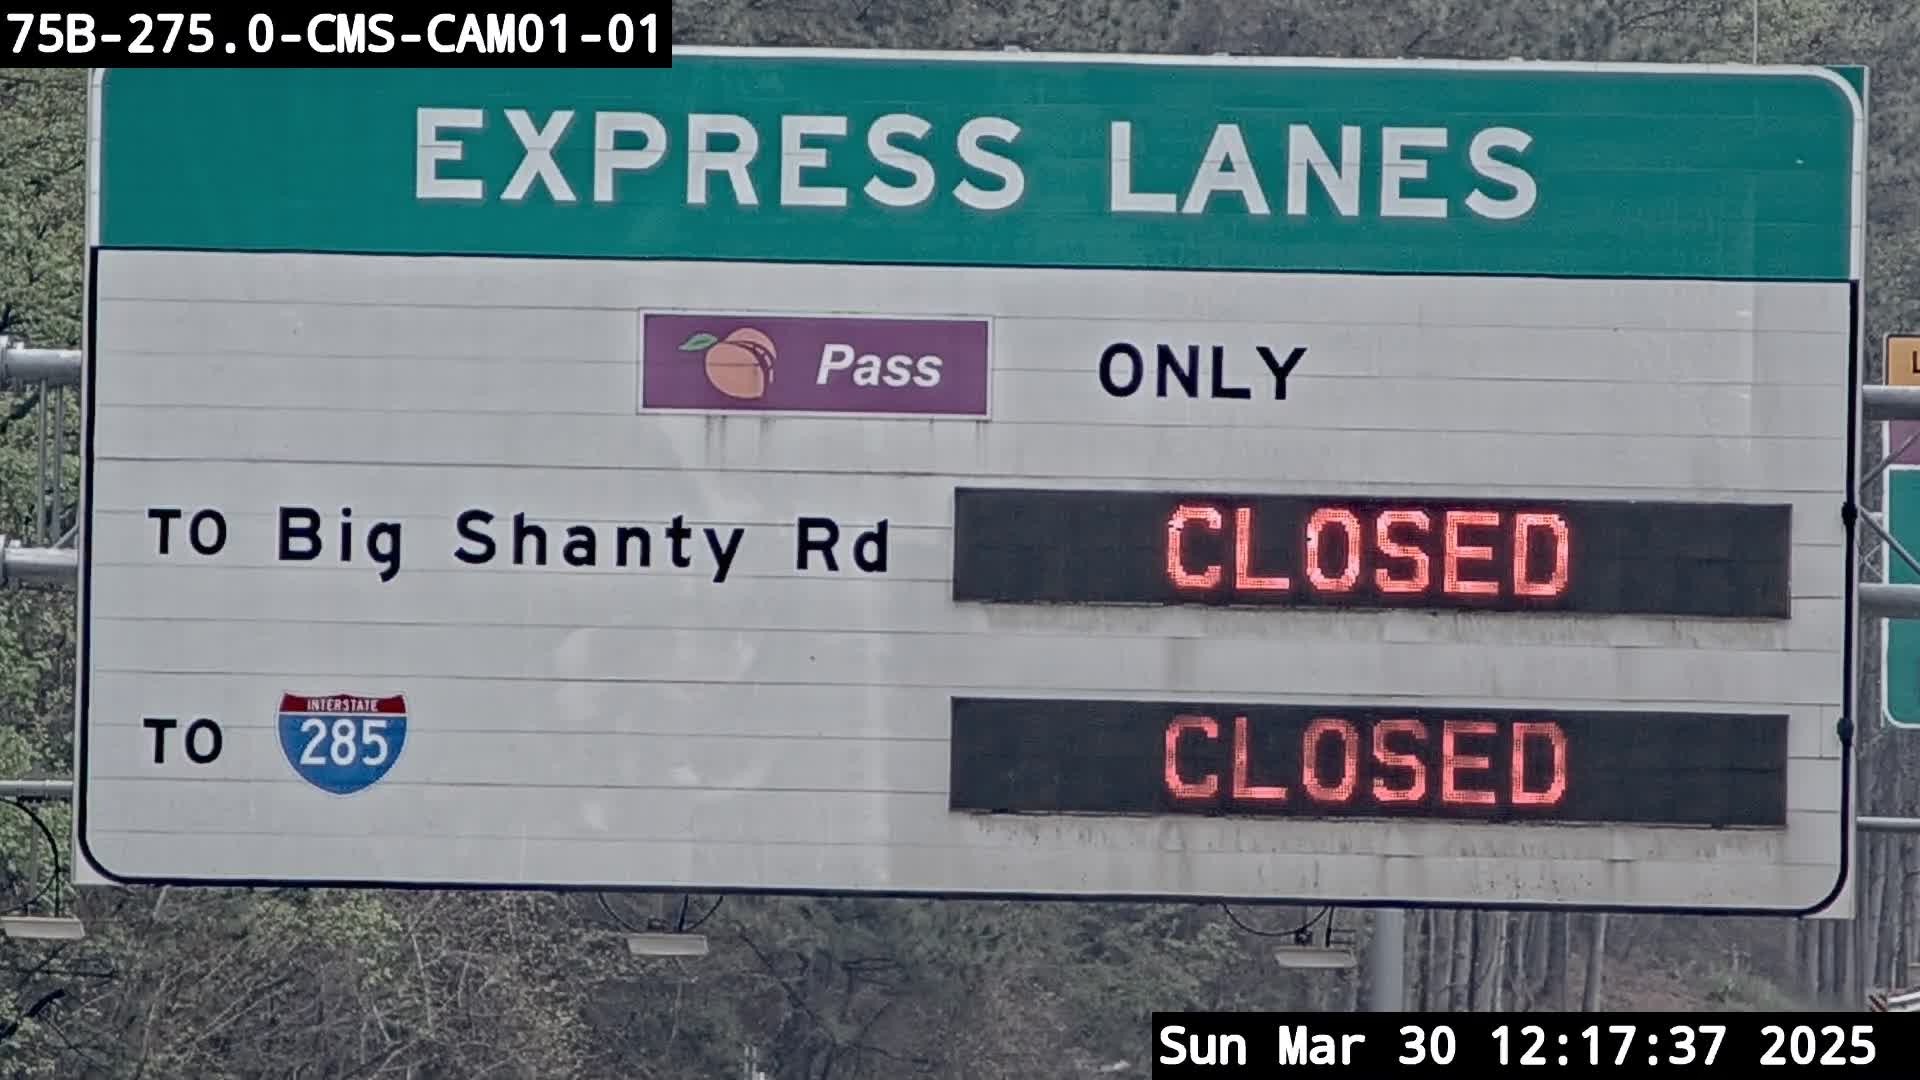 75B-275.0-CMS-CAM01-01
EXPRESS LANES
Pass ONLY
TO Big Shanty Rd CLOSED
INTERSTATE
TO 285 CLOSED
Sun Mar 30 12:17:37 2025